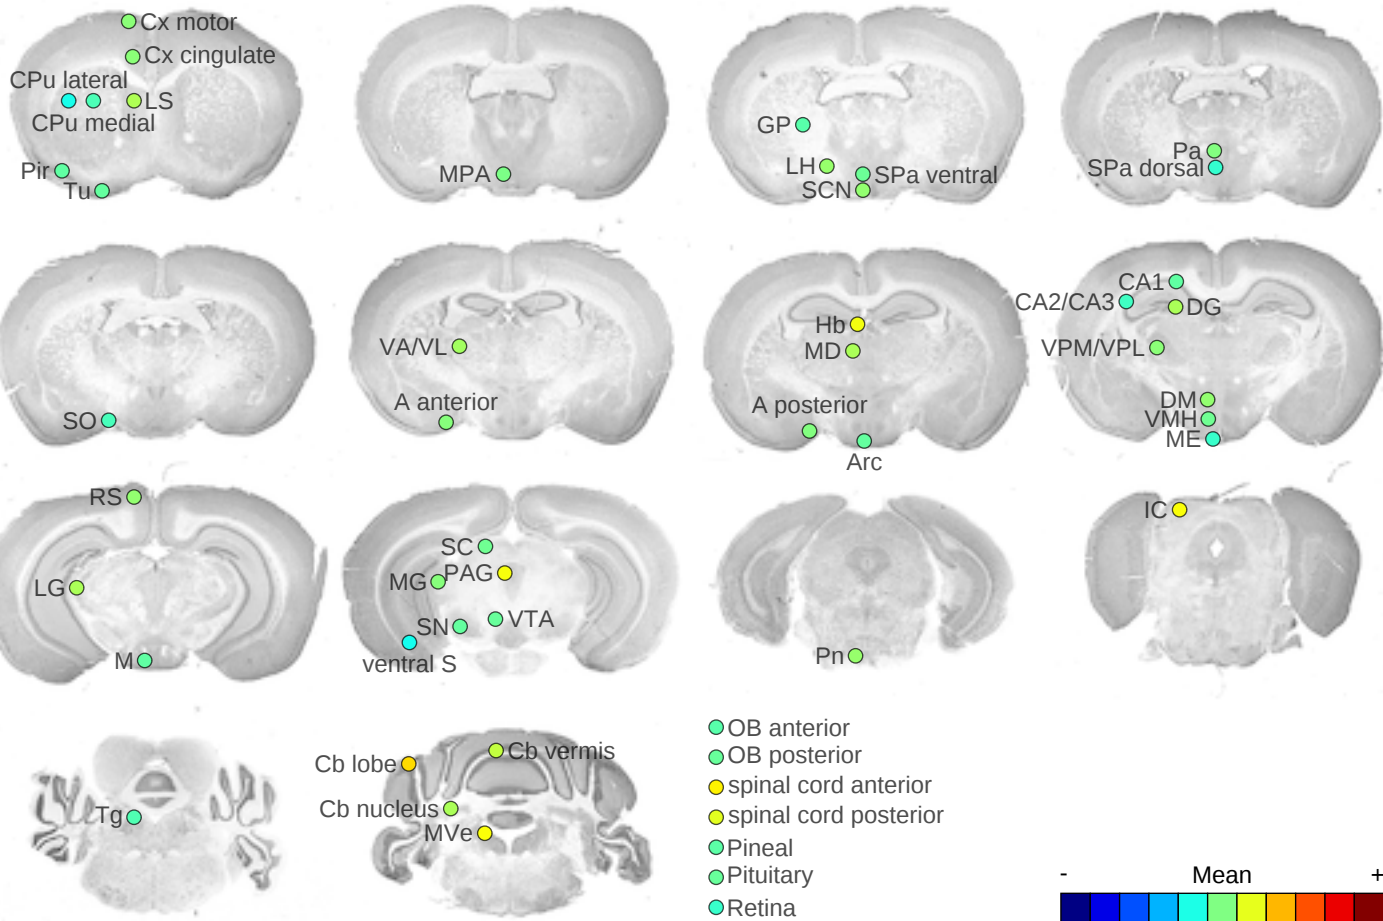 Cx motor
Cx cingulate
CPu lateral
LS
CPu medial
Pir
Tu
MPA
GP
LH
SPa ventral
SCN
Pa
SPa dorsal
SO
VA/VL
A anterior
Hb
MD
A posterior
Arc
CA1
CA2/CA3
DG
VPM/VPL
DM
VMH
ME
RS
LG
M
SC
PAG
MG
SN
VTA
ventral S
Pn
IC
Tg
Cb lobe
Cb vermis
Cb nucleus
MVe
OB anterior
OB posterior
spinal cord anterior
spinal cord posterior
Pineal
Pituitary
Retina
- Mean +